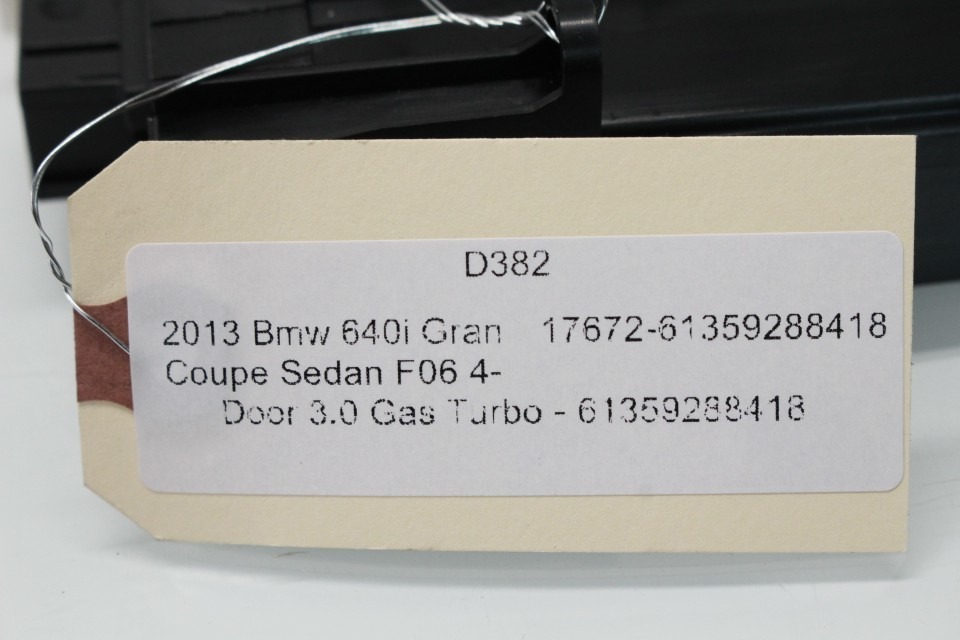 D382
2013 Bmw 640i Gran 17672-61359288418
Coupe Sedan F06 4-
Door 3.0 Gas Turbo - 61359288418